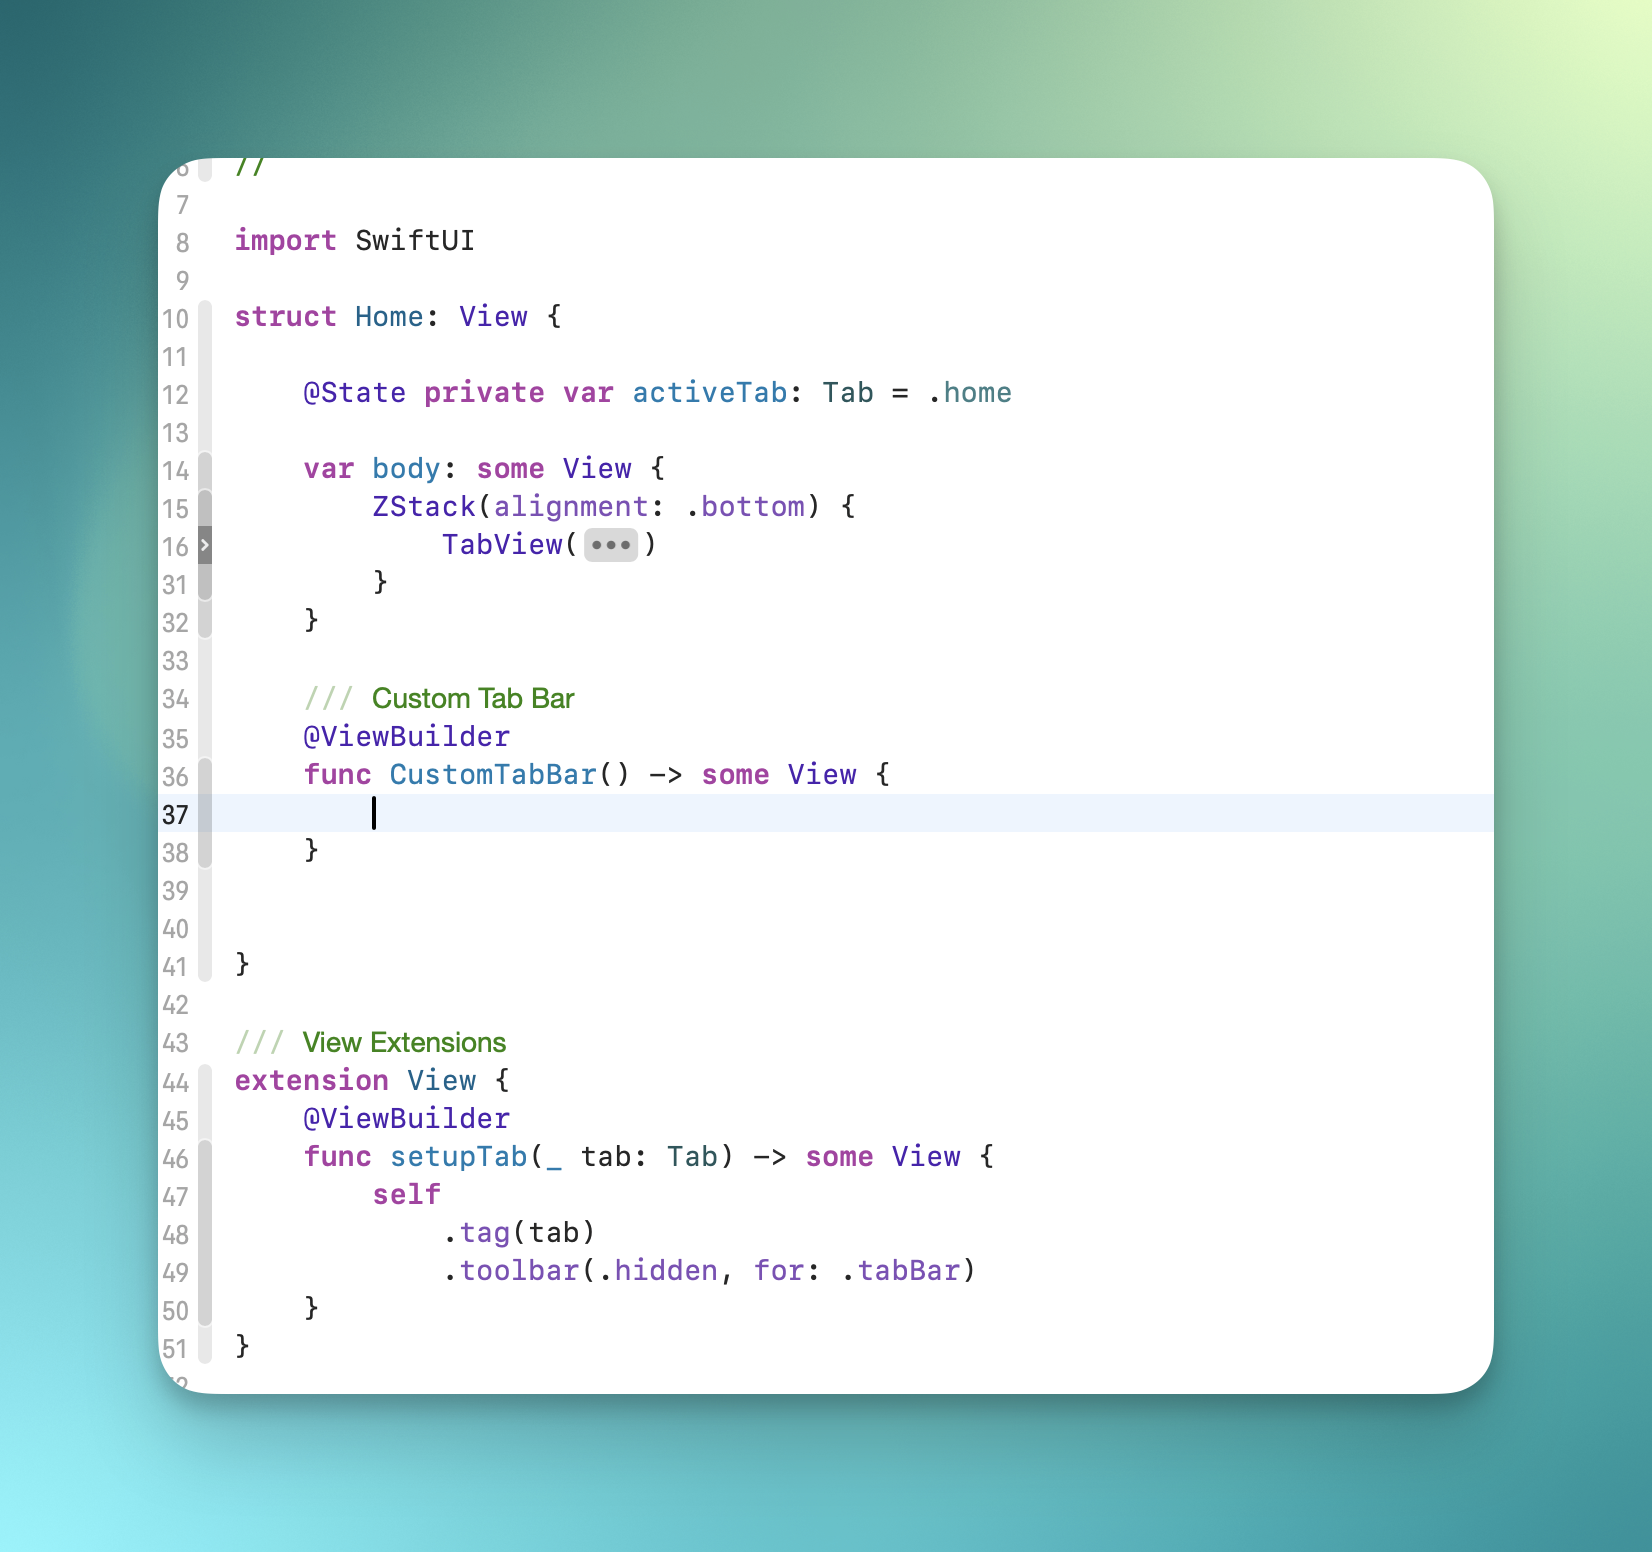 6 //
7
8 import SwiftUI
9
10 struct Home: View {
11
12 @State private var activeTab: Tab = .home
13
14 var body: some View {
15 ZStack(alignment: .bottom) {
16 TabView(•••)
31 }
32 }
33
34 /// Custom Tab Bar
35 @ViewBuilder
36 func CustomTabBar() -> some View {
37
38 }
39
40
41 }
42
43 /// View Extensions
44 extension View {
45 @ViewBuilder
46 func setupTab(_ tab: Tab) -> some View {
47 self
48 .tag(tab)
49 .toolbar(.hidden, for: .tabBar)
50 }
51 }